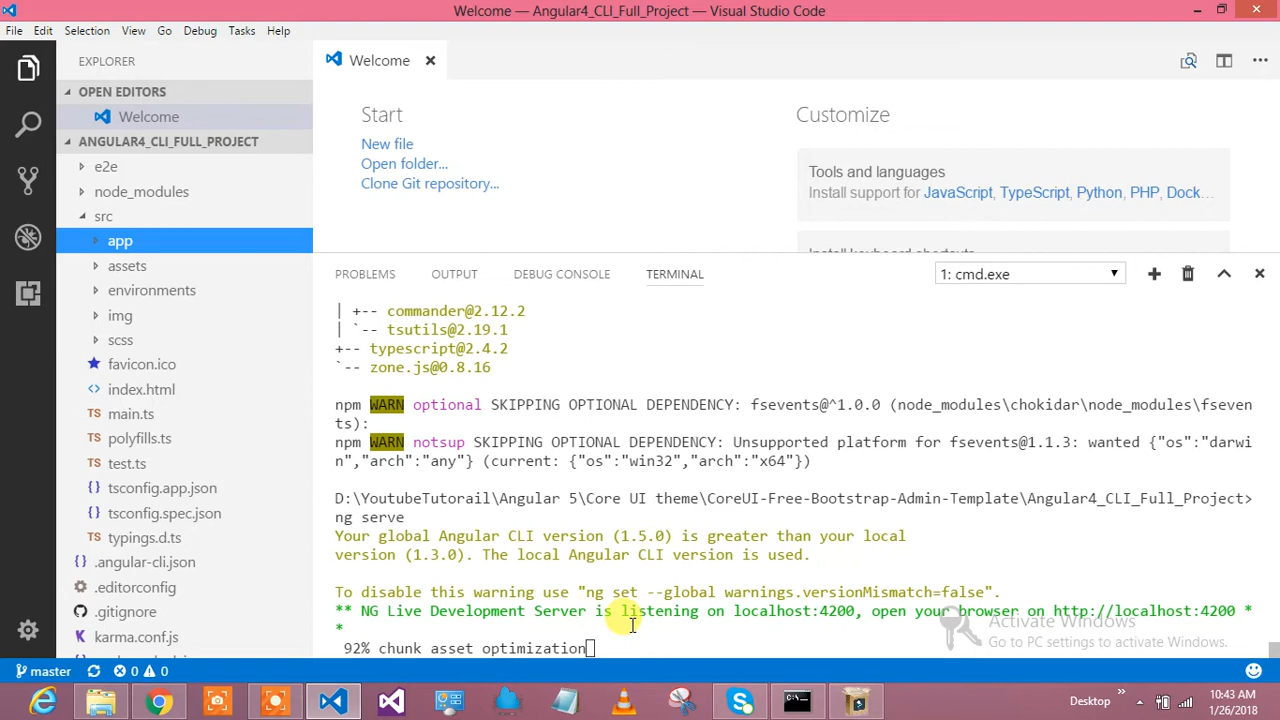 Welcome — Angular4_CLI_Full_Project — Visual Studio Code
File Edit Selection View Go Debug Tasks Help
EXPLORER
OPEN EDITORS
Welcome
ANGULAR4_CLI_FULL_PROJECT
e2e
node_modules
src
app
assets
environments
img
scss
favicon.ico
index.html
TS main.ts
TS polyfills.ts
TS test.ts
tsconfig.app.json
tsconfig.spec.json
TS typings.d.ts
.angular-cli.json
.editorconfig
.gitignore
karma.conf.js
Welcome
Start
New file
Open folder...
Clone Git repository...
Customize
Tools and languages
Install support for JavaScript, TypeScript, Python, PHP, Dock...
Install keyboard shortcuts
PROBLEMS OUTPUT DEBUG CONSOLE TERMINAL 1: cmd.exe
| +-- commander@2.12.2
| `-- tsutils@2.19.1
+-- typescript@2.4.2
`-- zone.js@0.8.16
npm WARN optional SKIPPING OPTIONAL DEPENDENCY: fsevents@^1.0.0 (node_modules\chokidar\node_modules\fseven
ts):
npm WARN notsup SKIPPING OPTIONAL DEPENDENCY: Unsupported platform for fsevents@1.1.3: wanted {"os":"darwi
n","arch":"any"} (current: {"os":"win32","arch":"x64"})
D:\YoutubeTutorail\Angular 5\Core UI theme\CoreUI-Free-Bootstrap-Admin-Template\Angular4_CLI_Full_Project>
ng serve
Your global Angular CLI version (1.5.0) is greater than your local
version (1.3.0). The local Angular CLI version is used.
To disable this warning use "ng set --global warnings.versionMismatch=false".
** NG Live Development Server is listening on localhost:4200, open your browser on http://localhost:4200 *
*
92% chunk asset optimization
Activate Windows
Go to PC settings to activate Windows.
master 0 0
Desktop
10:43 AM
1/26/2018